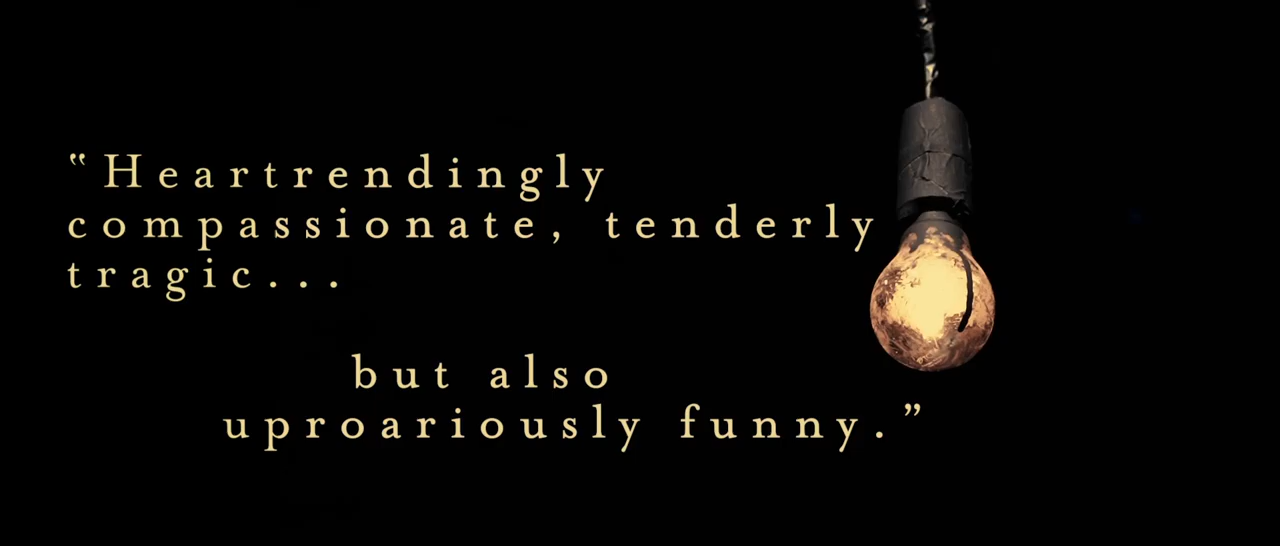 “Heartrendingly
compassionate, tenderly
tragic...
but also
uproariously funny.”